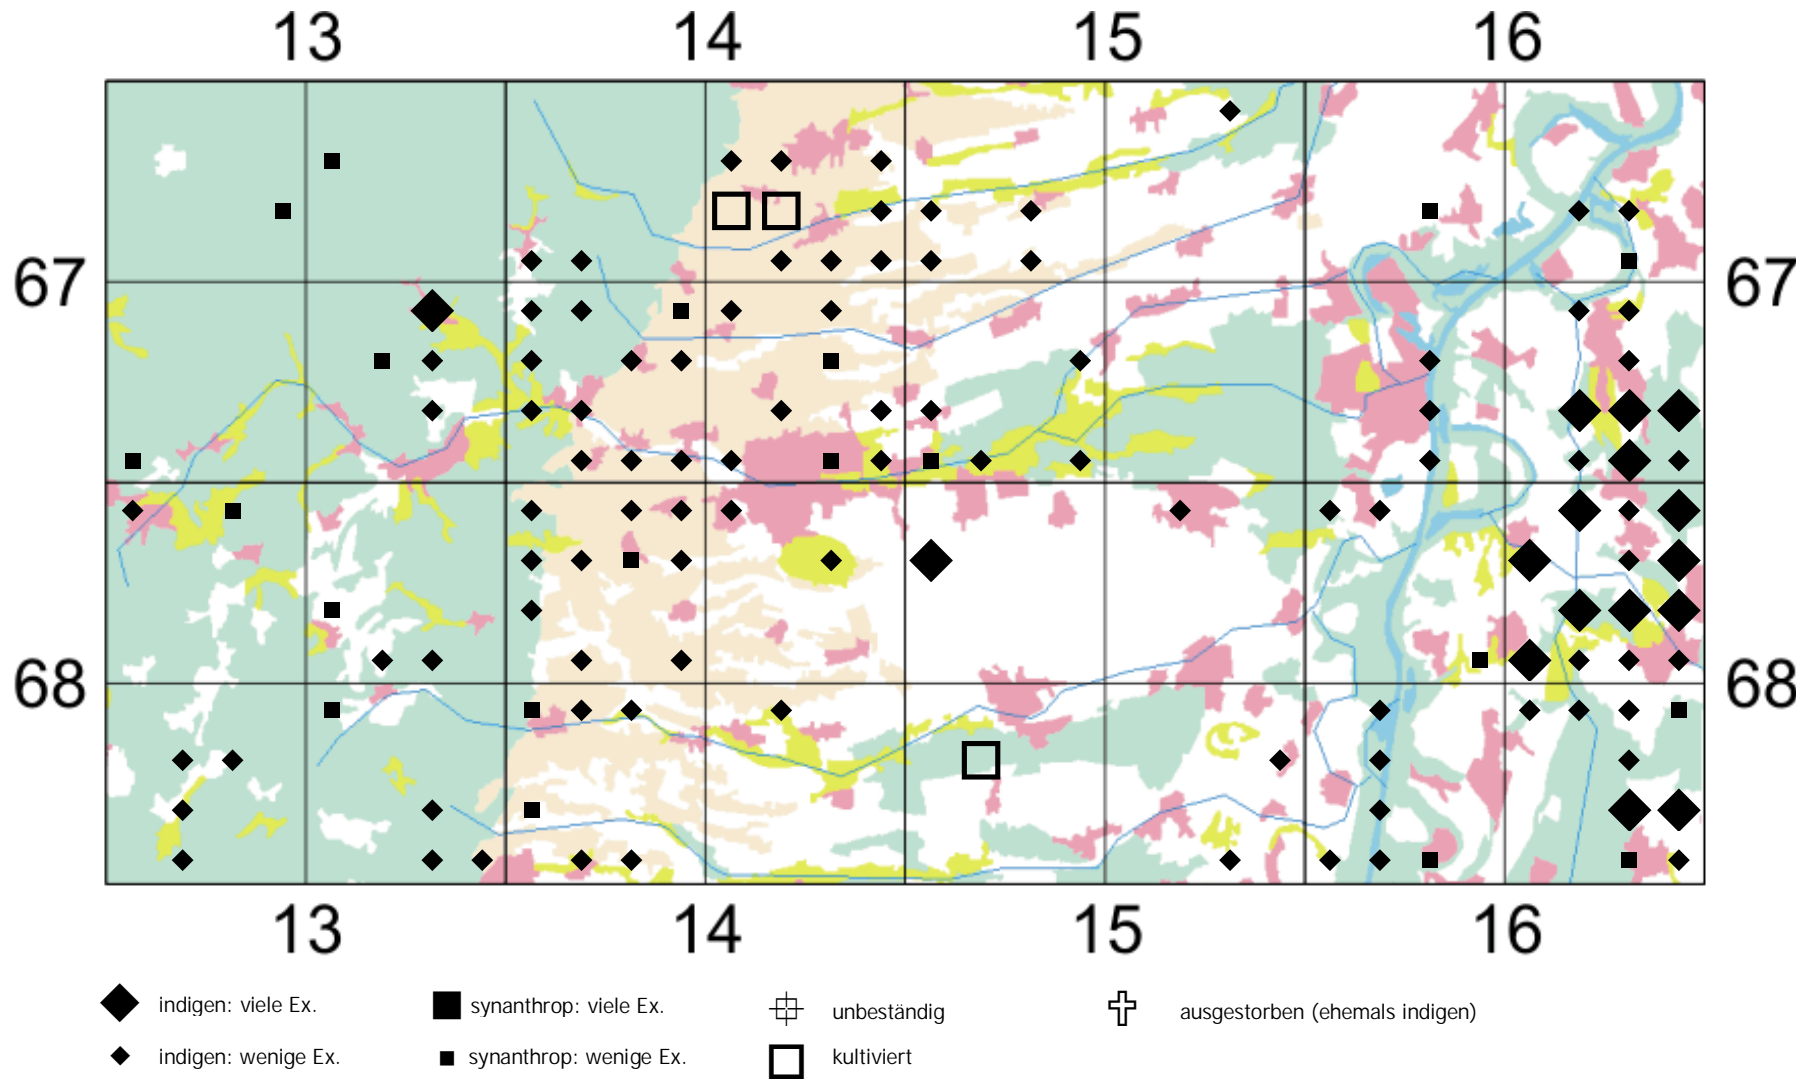 13 14 15 16
67 67
68 68
13 14 15 16
indigen: viele Ex. synanthrop: viele Ex. unbeständig ausgestorben (ehemals indigen)
indigen: wenige Ex. synanthrop: wenige Ex. kultiviert